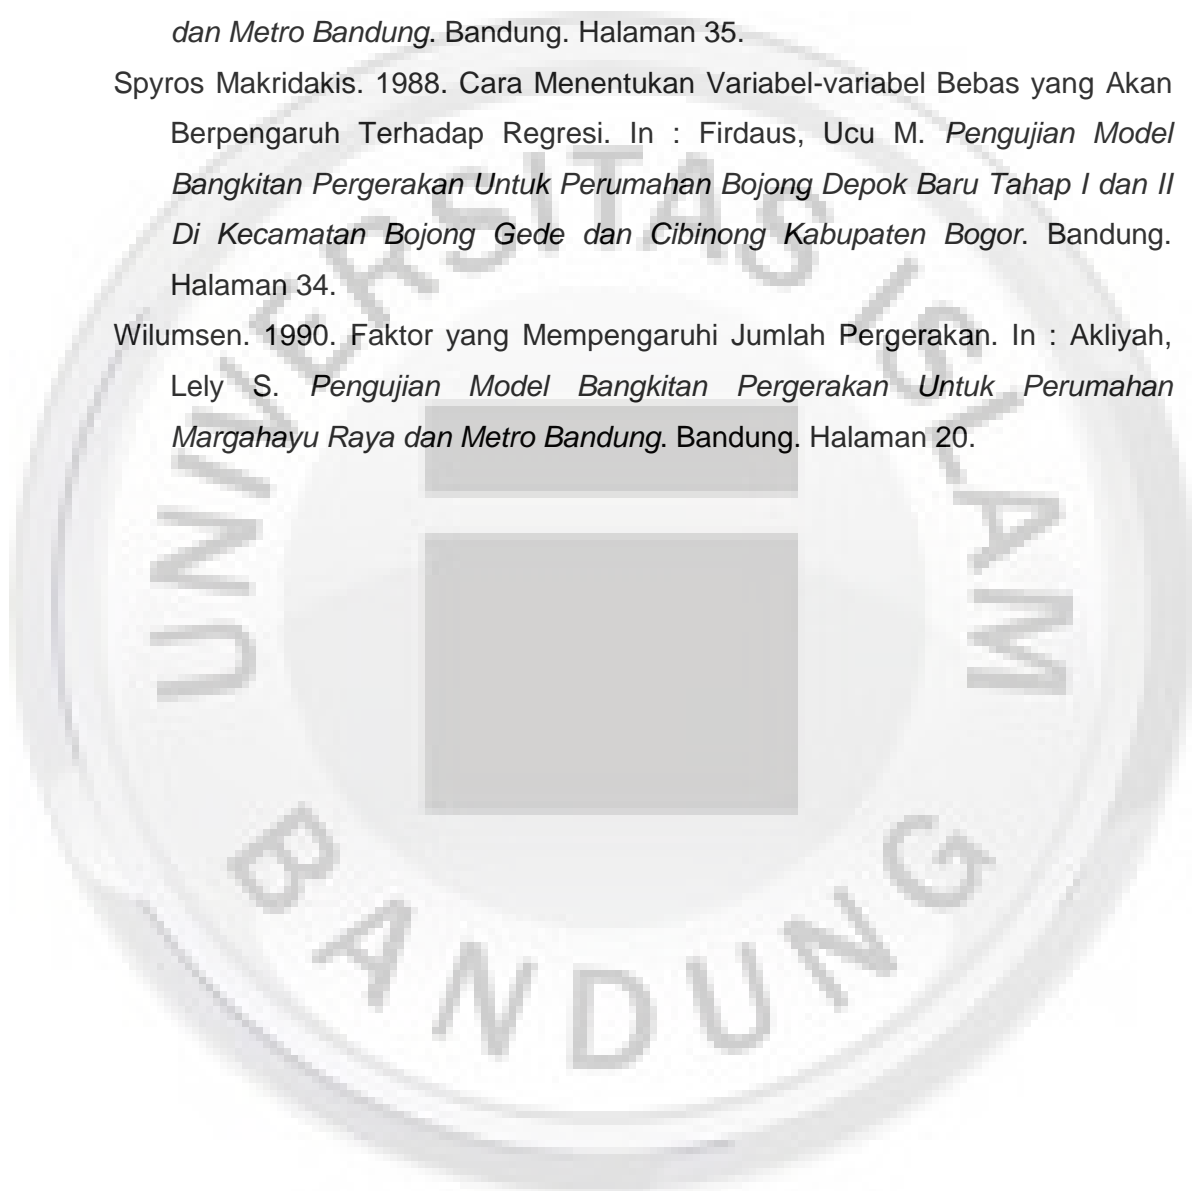 dan Metro Bandung. Bandung. Halaman 35.
Spyros Makridakis. 1988. Cara Menentukan Variabel-variabel Bebas yang Akan
Berpengaruh Terhadap Regresi. In : Firdaus, Ucu M. Pengujian Model
Bangkitan Pergerakan Untuk Perumahan Bojong Depok Baru Tahap I dan II
Di Kecamatan Bojong Gede dan Cibinong Kabupaten Bogor. Bandung.
Halaman 34.
Wilumsen. 1990. Faktor yang Mempengaruhi Jumlah Pergerakan. In : Akliyah,
Lely S. Pengujian Model Bangkitan Pergerakan Untuk Perumahan
Margahayu Raya dan Metro Bandung. Bandung. Halaman 20.
UNIVERSITAS ISLAM
BANDUNG